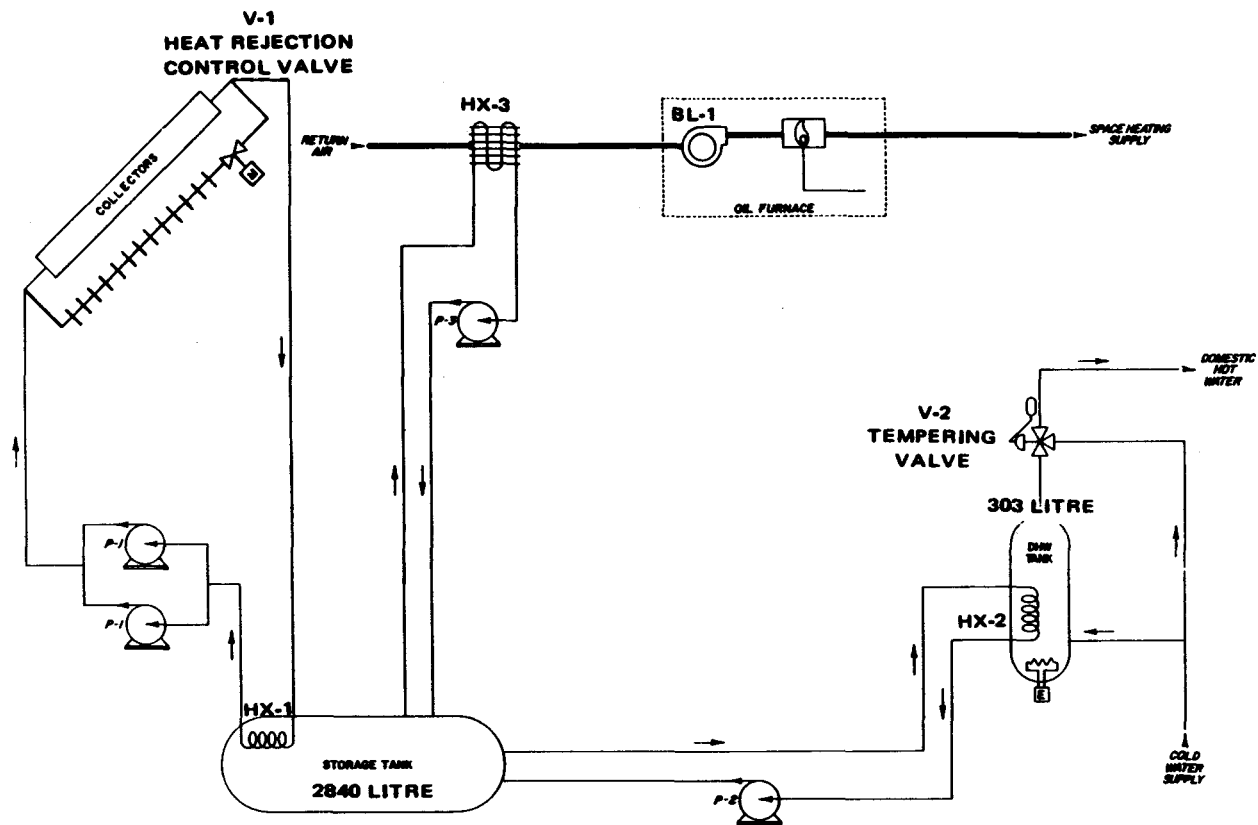 V-1
HEAT REJECTION
CONTROL VALVE
HX-3
BL-1
RETURN
AIR
SPACE HEATING
SUPPLY
COLLECTORS
OIL FURNACE
P-3
DOMESTIC
HOT
WATER
V-2
TEMPERING
VALVE
303 LITRE
DHW
TANK
P-1
P-1
HX-2
E
HX-1
STORAGE TANK
2840 LITRE
P-2
COLD
WATER
SUPPLY